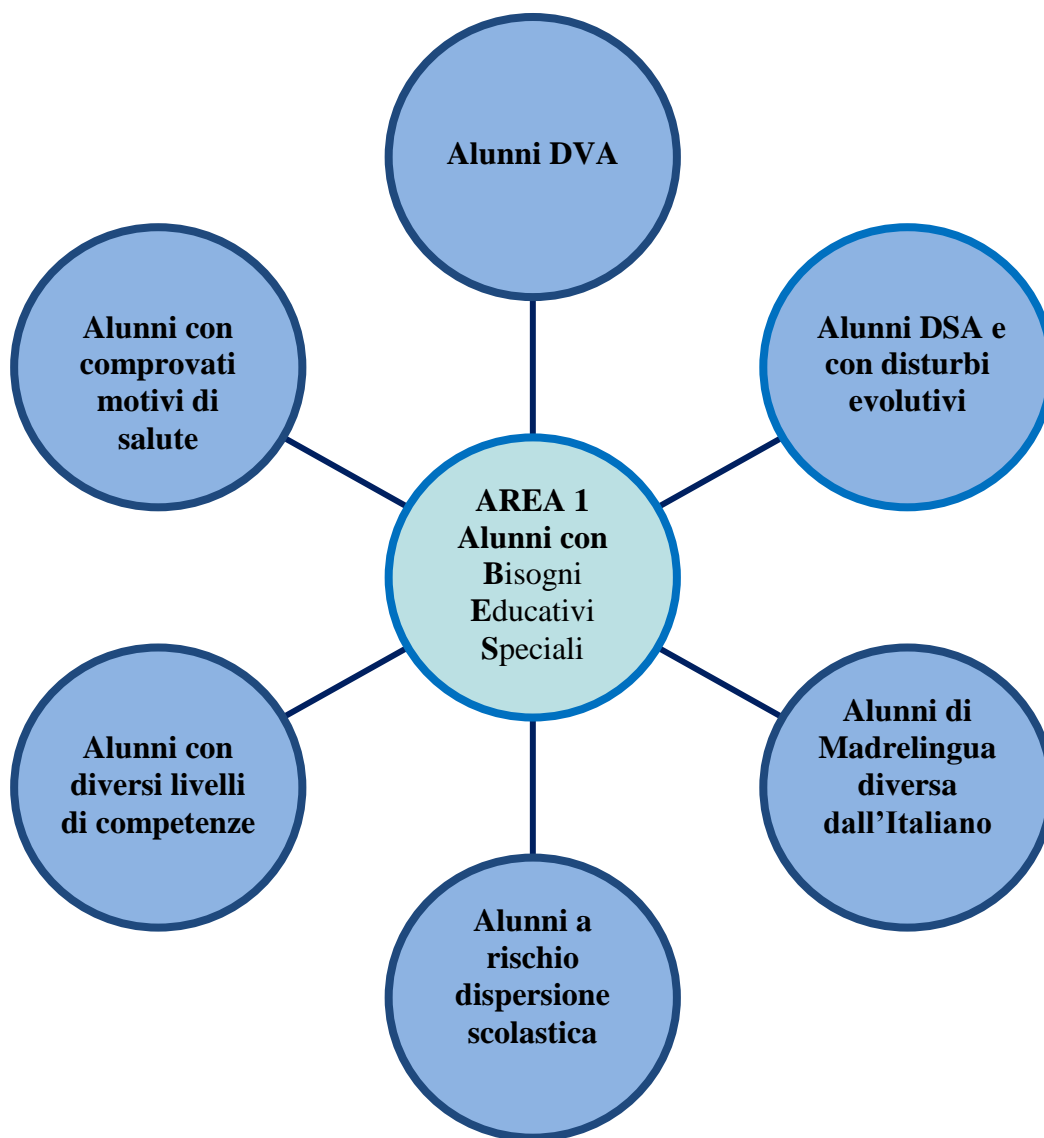 Alunni DVA
Alunni con
comprovati
motivi di
salute
Alunni DSA e
con disturbi
evolutivi
AREA 1
Alunni con
Bisogni
Educativi
Speciali
Alunni con
diversi livelli
di competenze
Alunni di
Madrelingua
diversa
dall’Italiano
Alunni a
rischio
dispersione
scolastica